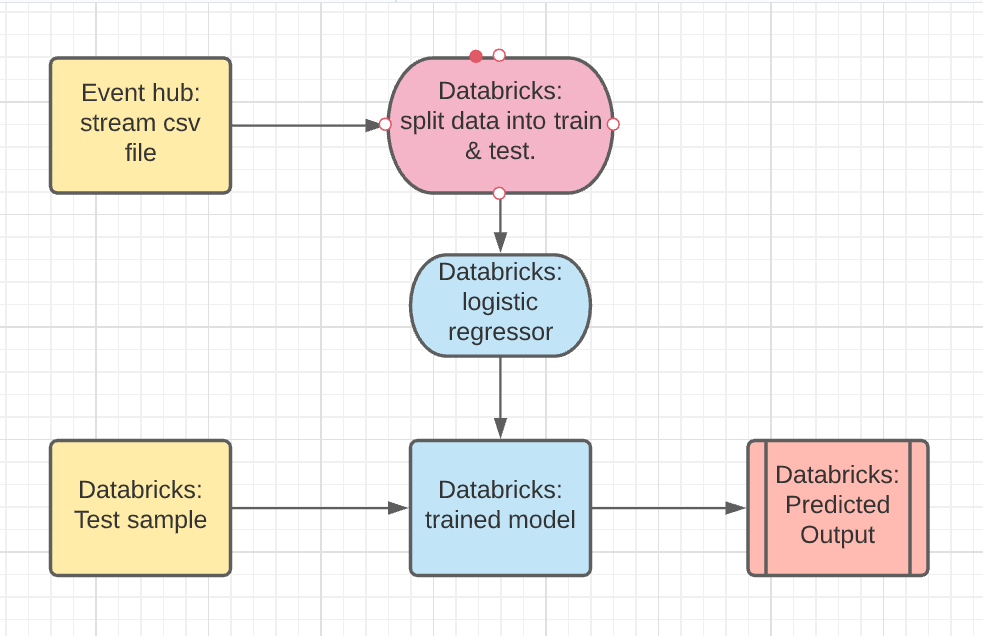 Event hub:
stream csv
file
Databricks:
split data into train
& test.
Databricks:
logistic
regressor
Databricks:
Test sample
Databricks:
trained model
Databricks:
Predicted
Output